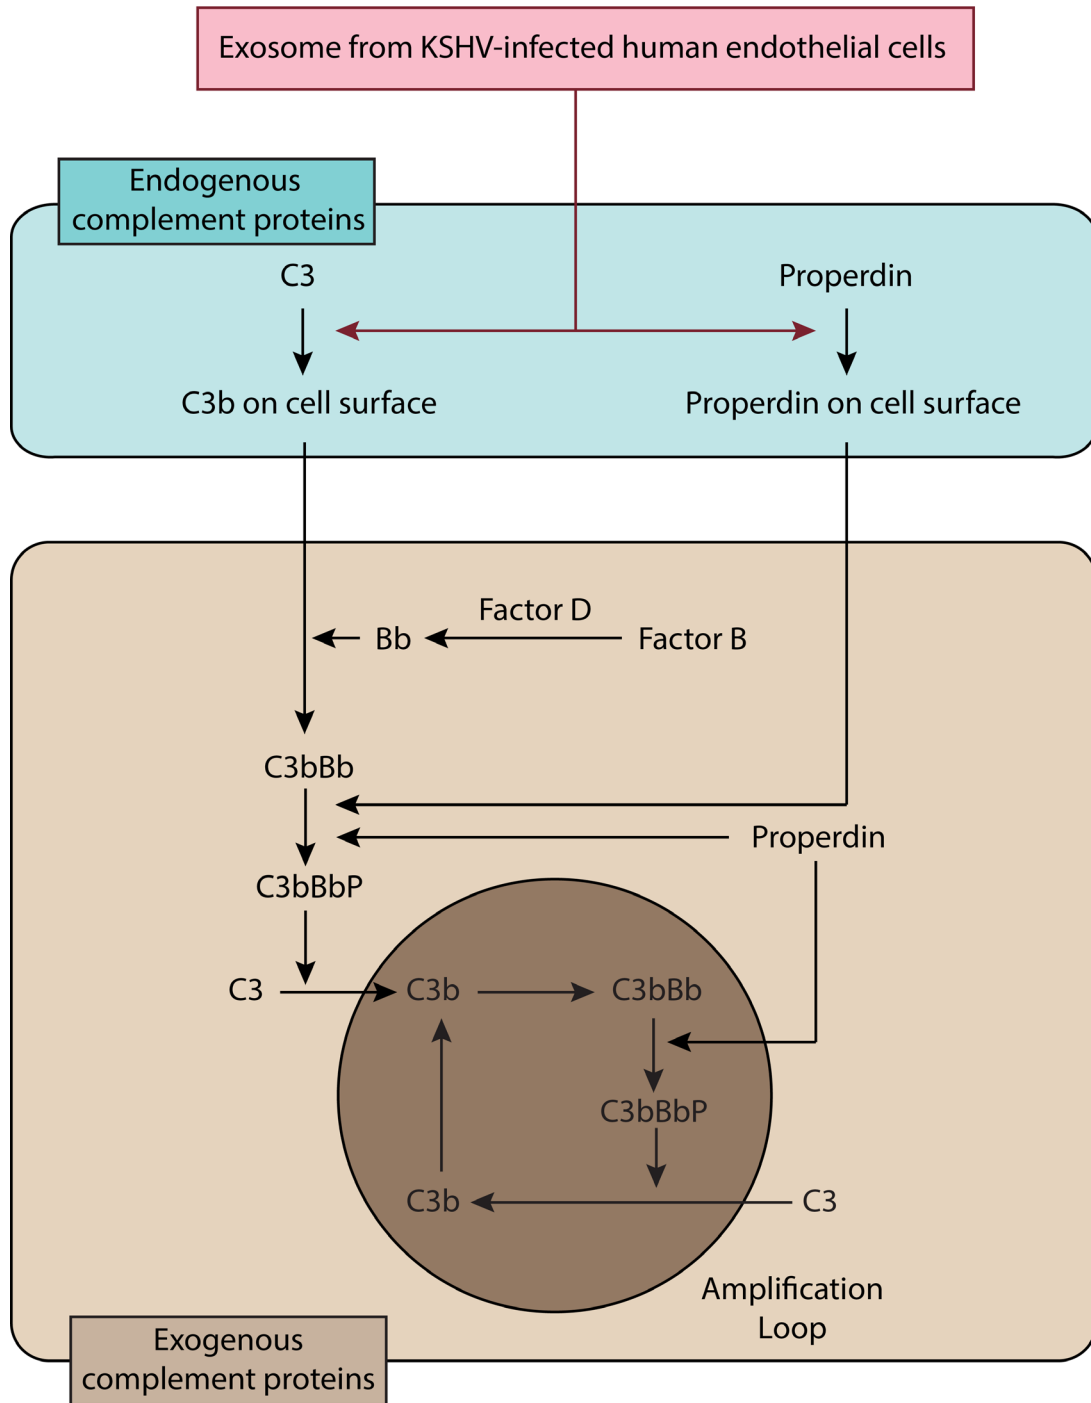 Exosome from KSHV-infected human endothelial cells
Endogenous
complement proteins
C3
Properdin
C3b on cell surface
Properdin on cell surface
Factor D
Bb
Factor B
C3bBb
Properdin
C3bBbP
C3
C3b
C3bBb
C3bBbP
C3b
C3
Amplification
Loop
Exogenous
complement proteins